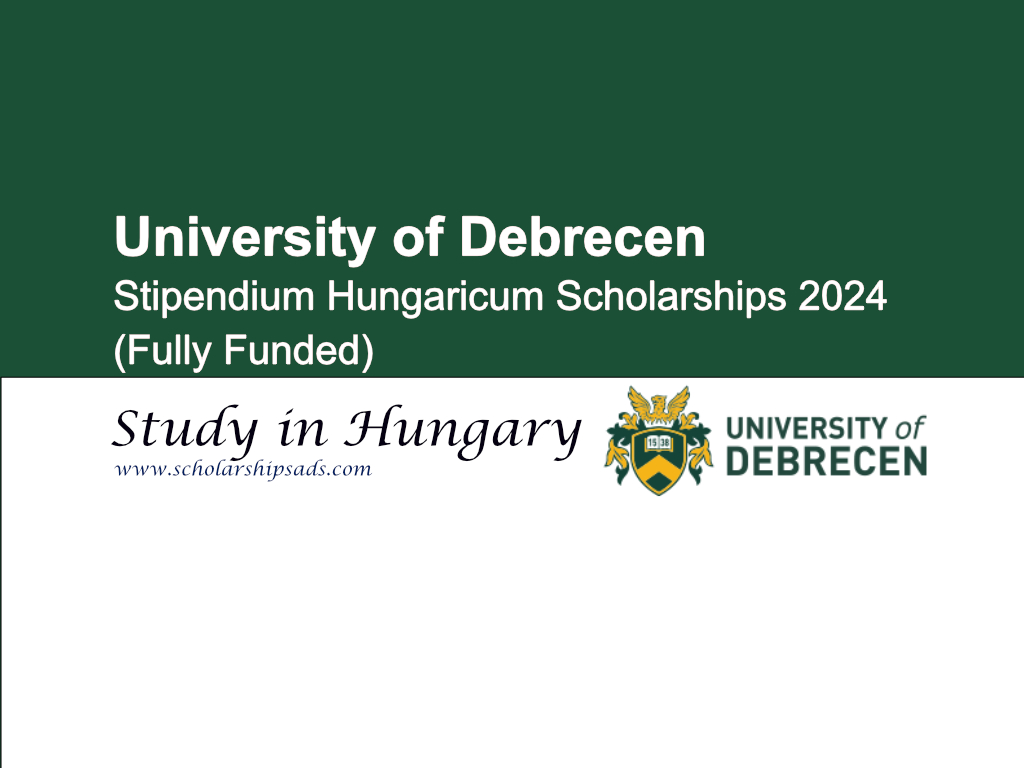 University of Debrecen
Stipendium Hungaricum Scholarships 2024
(Fully Funded)
Study in Hungary
www.scholarshipsads.com
15 38
UNIVERSITY of
DEBRECEN